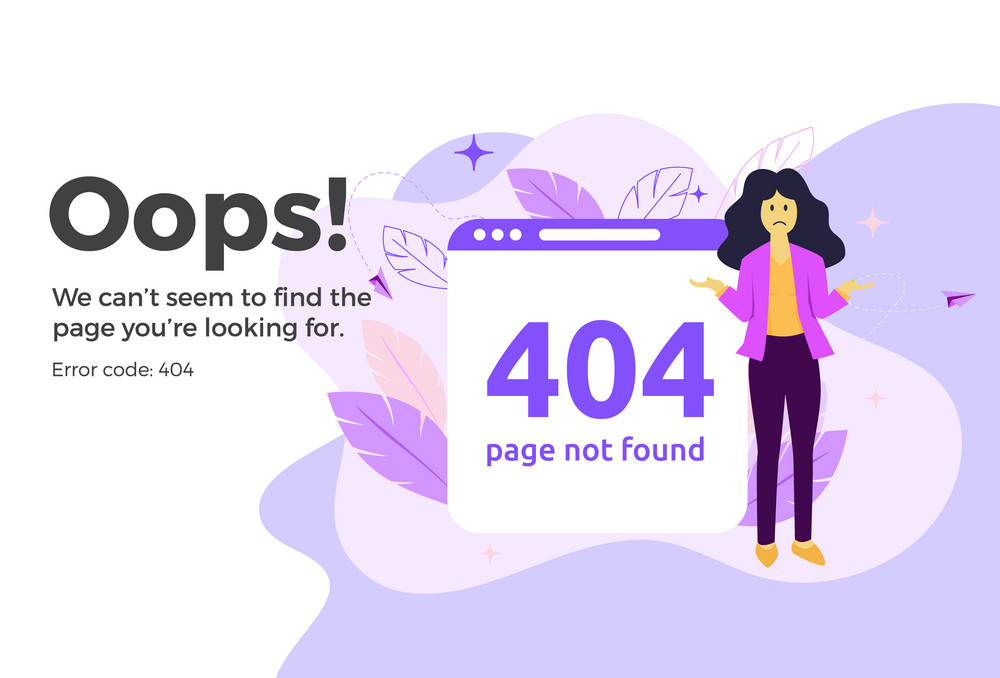 Oops!
We can’t seem to find the
page you’re looking for.
Error code: 404
404
page not found